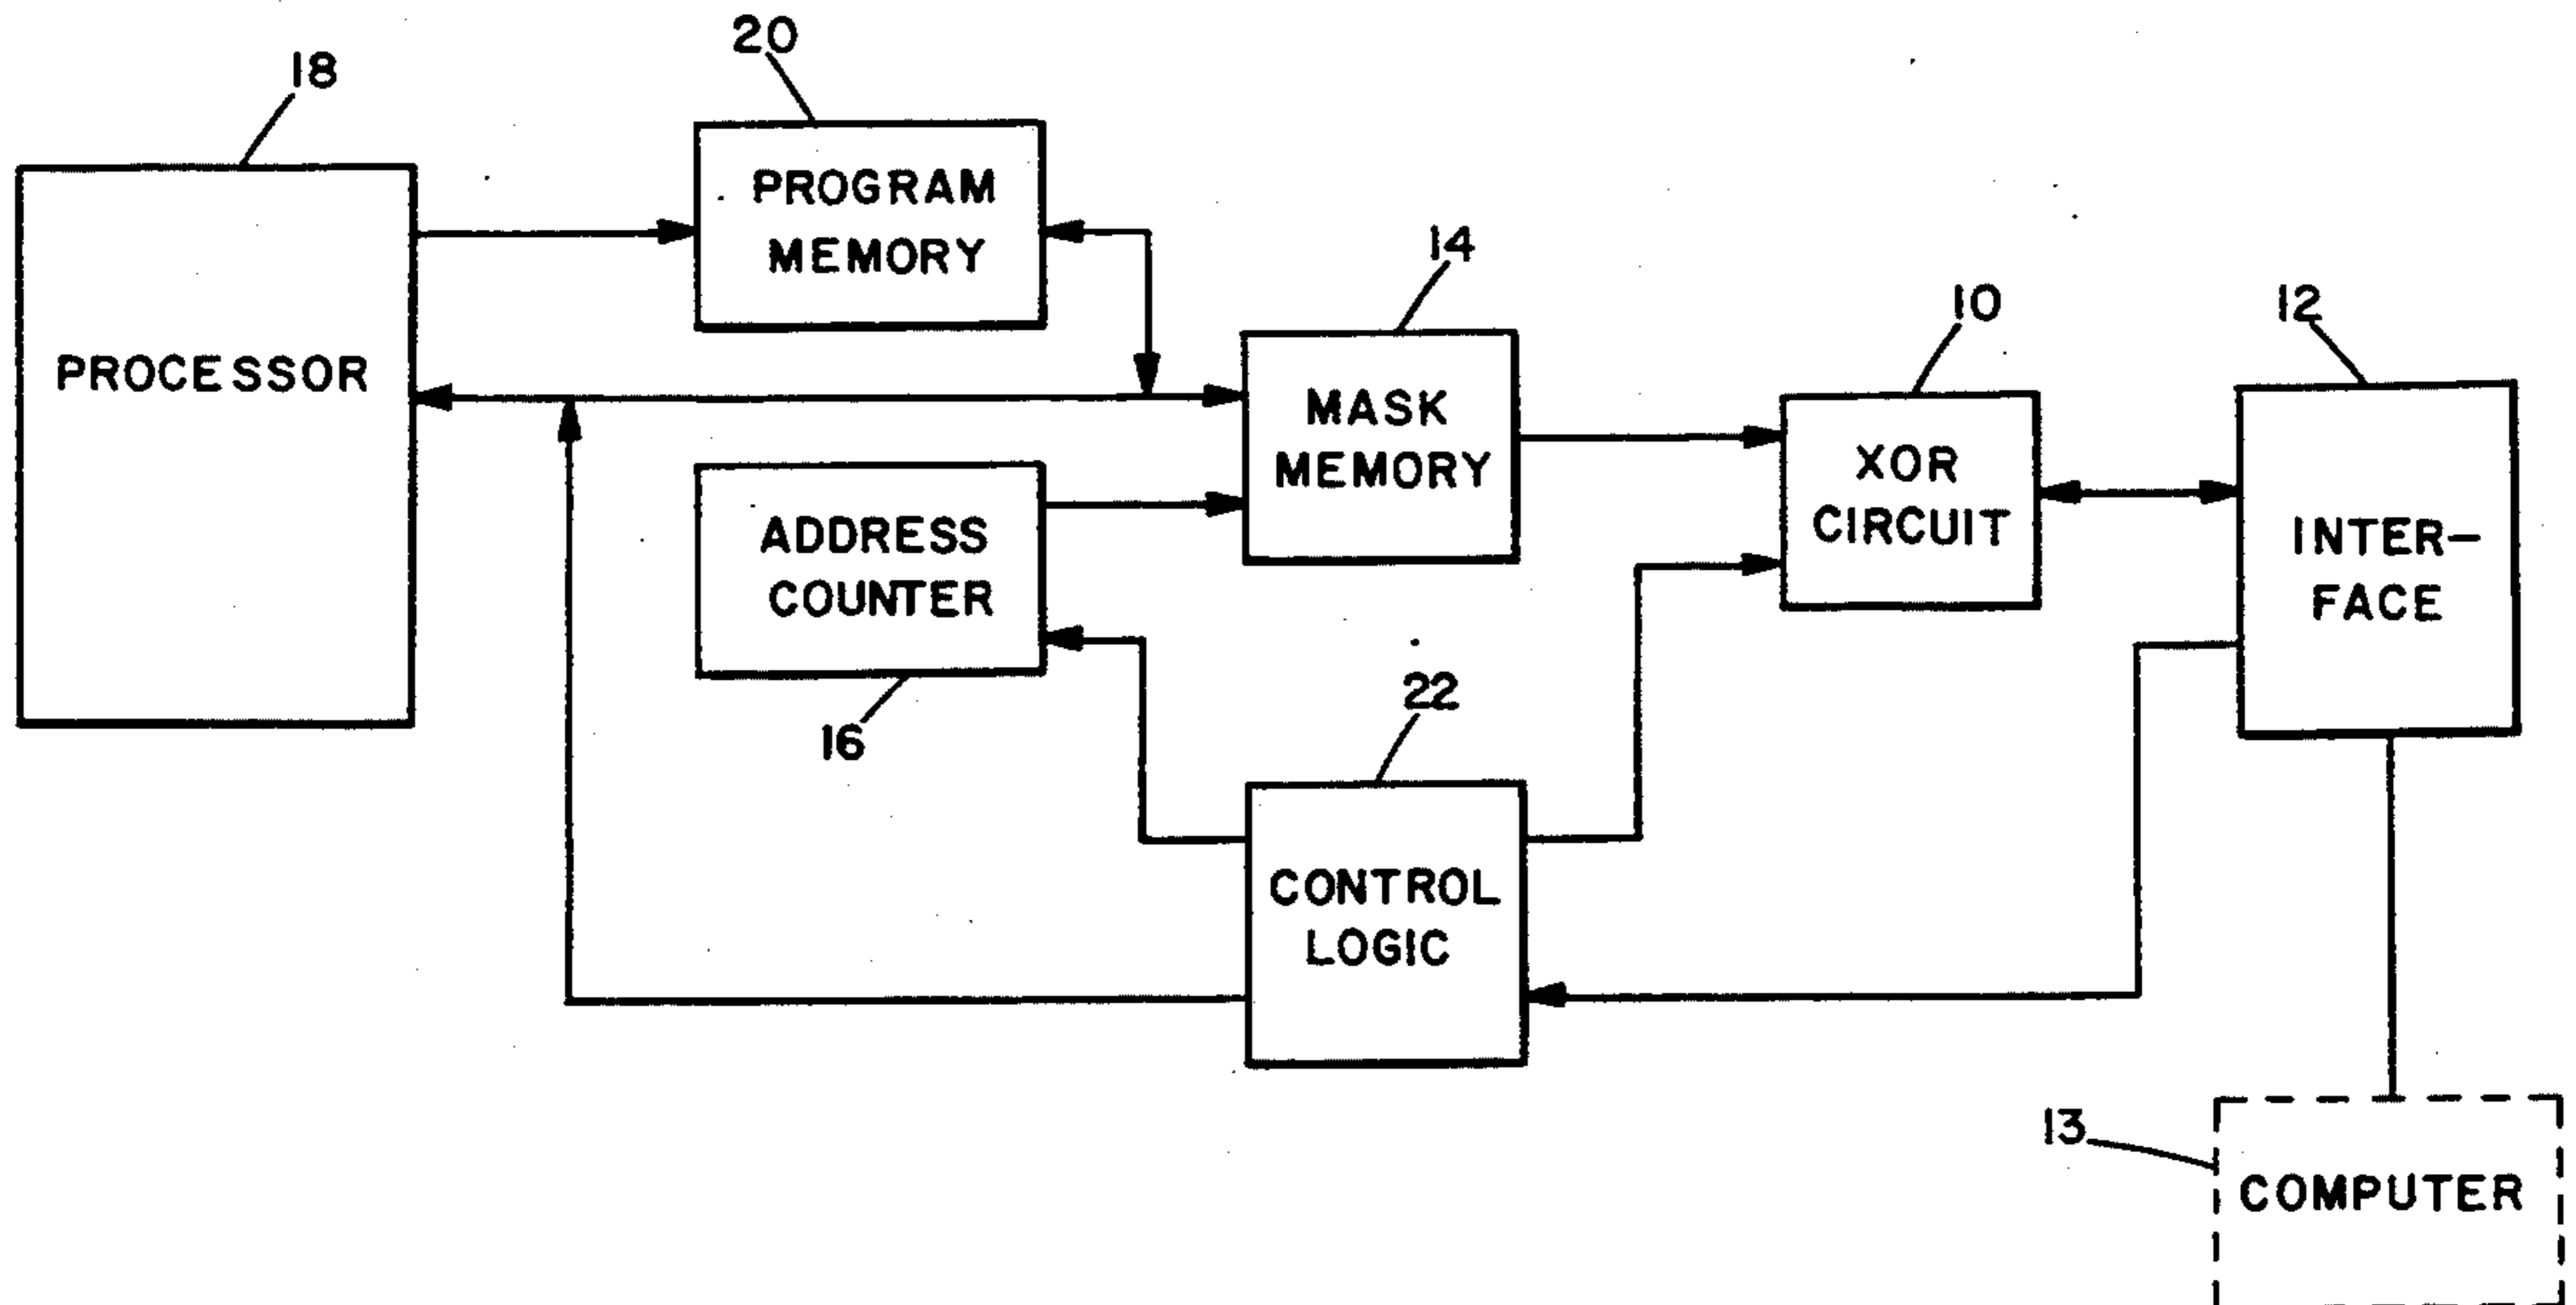 20
18
PROGRAM
MEMORY
14
10
12
PROCESSOR
MASK
MEMORY
XOR
CIRCUIT
ADDRESS
COUNTER
INTER-
FACE
22
16
CONTROL
LOGIC
13
COMPUTER